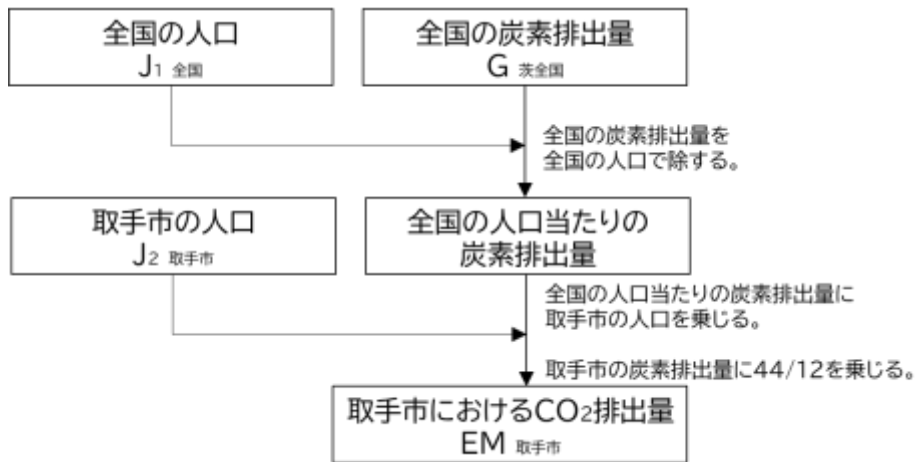 全国の人口
J1 全国
全国の炭素排出量
G 茨全国
全国の炭素排出量を
全国の人口で除する。
取手市の人口
J2 取手市
全国の人口当たりの
炭素排出量
全国の人口当たりの炭素排出量に
取手市の人口を乗じる。
取手市の炭素排出量に44/12を乗じる。
取手市におけるCO2排出量
EM 取手市